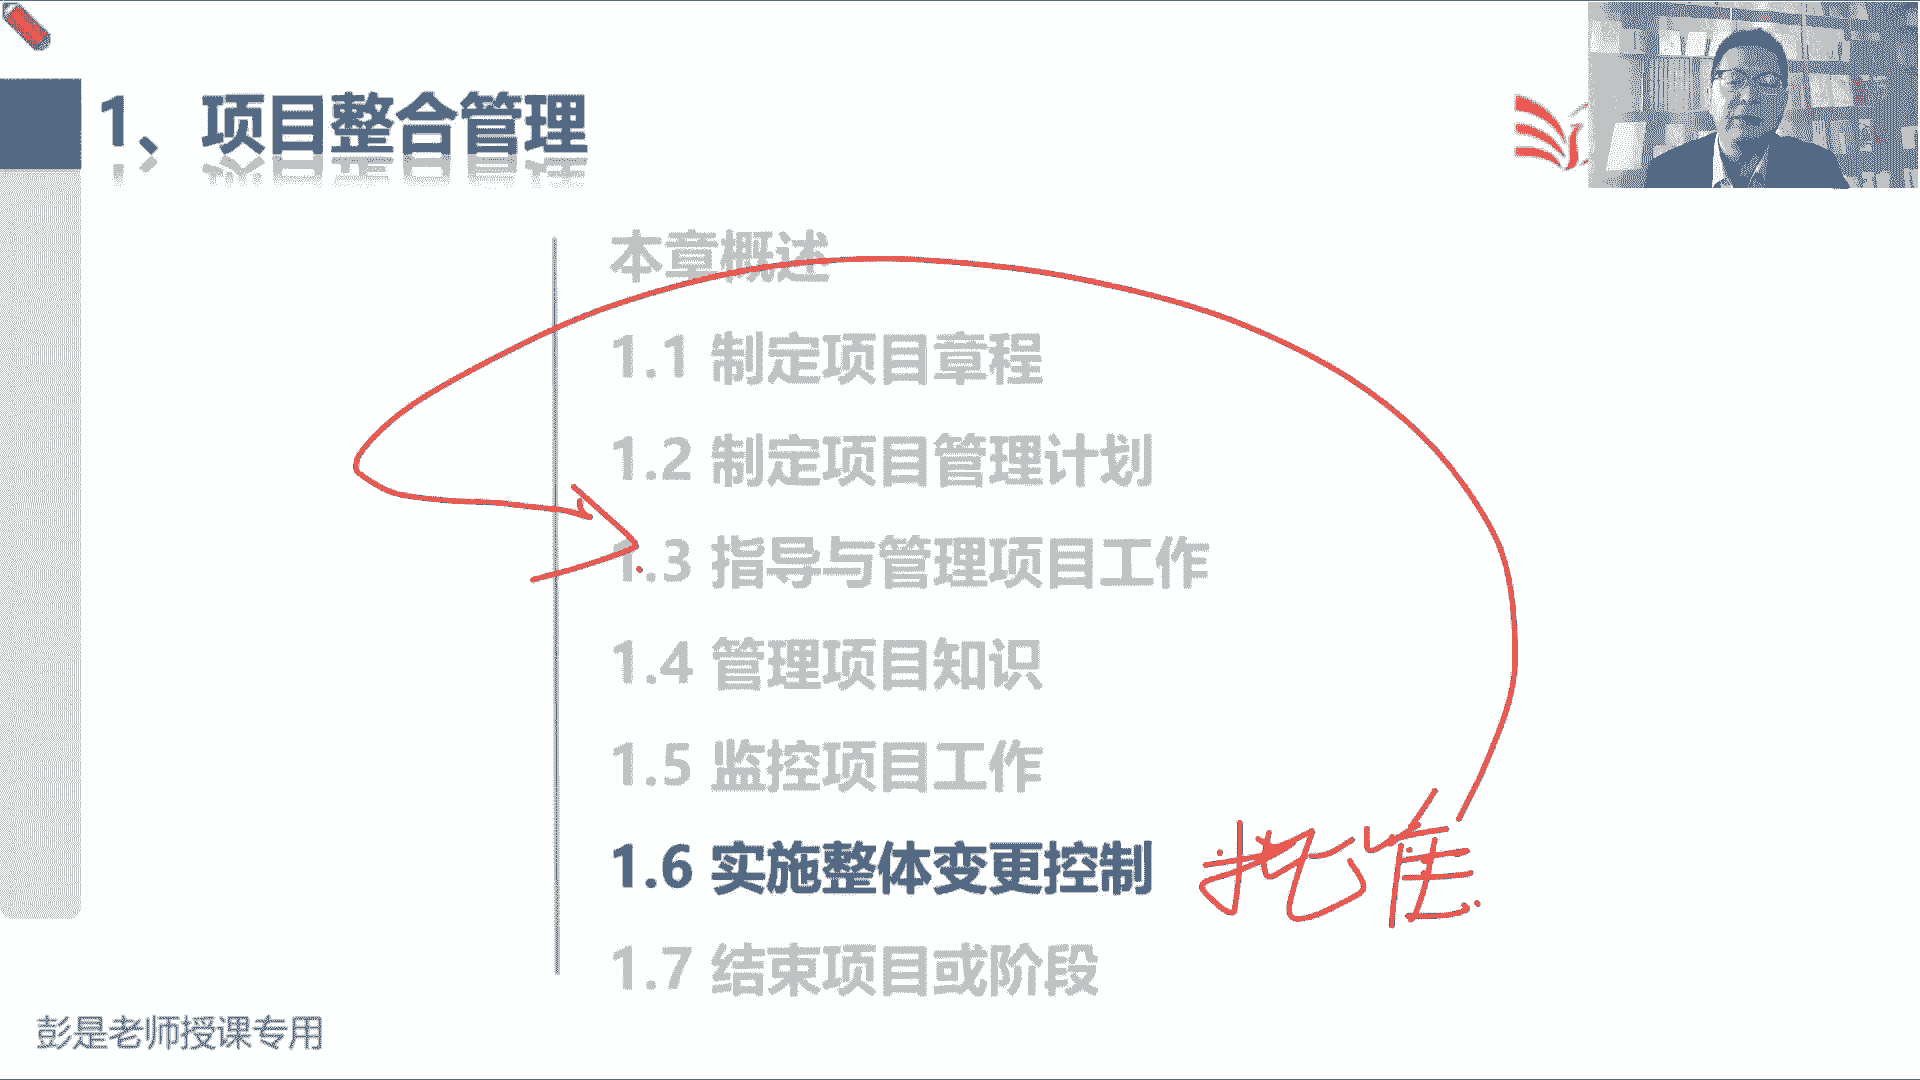 1、项目整合管理
本章概述
1.1 制定项目章程
1.2 制定项目管理计划
1.3 指导与管理项目工作
1.4 管理项目知识
1.5 监控项目工作
1.6 实施整体变更控制 批准
1.7 结束项目或阶段
彭是老师授课专用